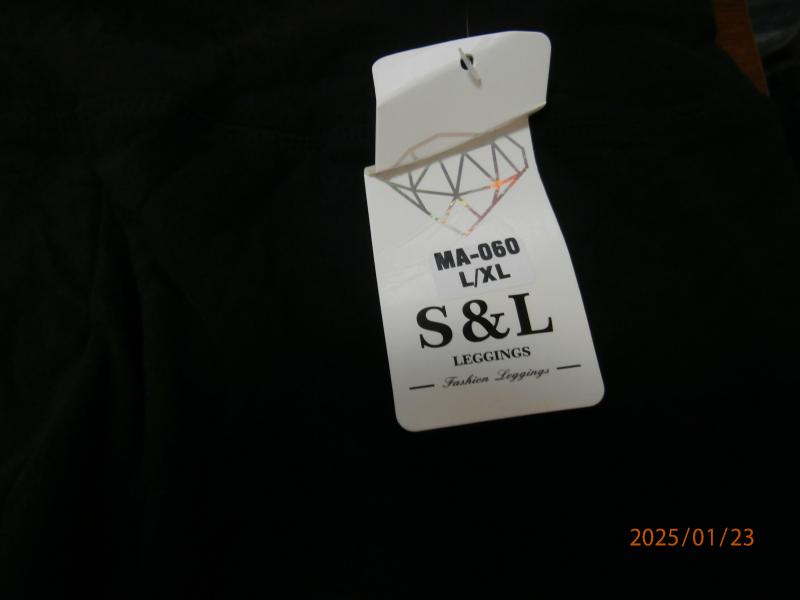 MA-060
L/XL
S&L
LEGGINGS
Fashion Leggings
2025/01/23